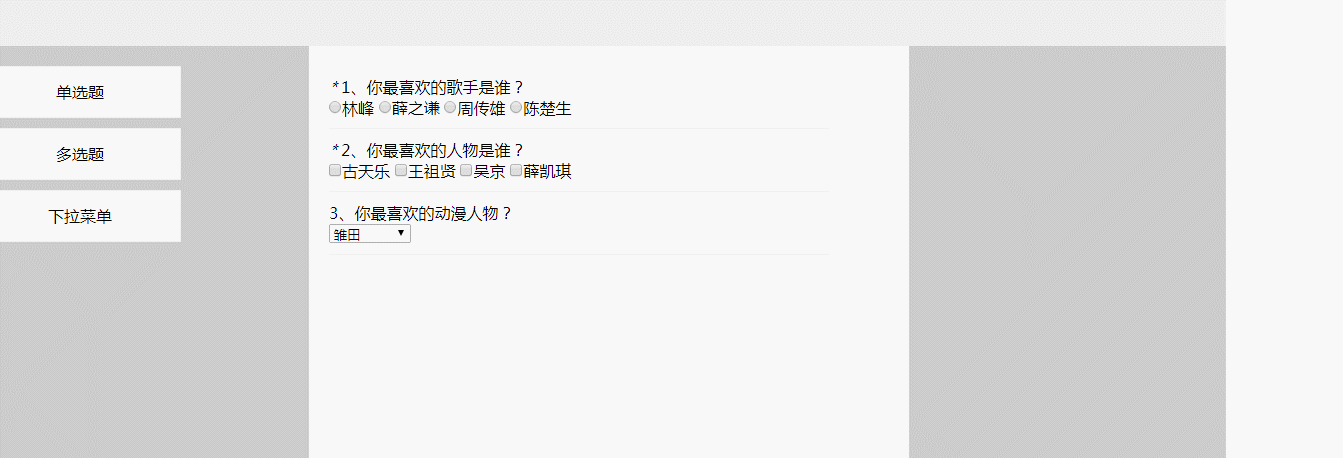 单选题
多选题
下拉菜单
*1、你最喜欢的歌手是谁？
林峰 薛之谦 周传雄 陈楚生
*2、你最喜欢的人物是谁？
古天乐 王祖贤 吴京 薛凯琪
3、你最喜欢的动漫人物？
雏田